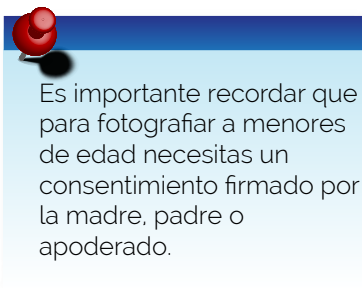 Es importante recordar que
para fotografiar a menores
de edad necesitas un
consentimiento firmado por
la madre, padre o
apoderado.